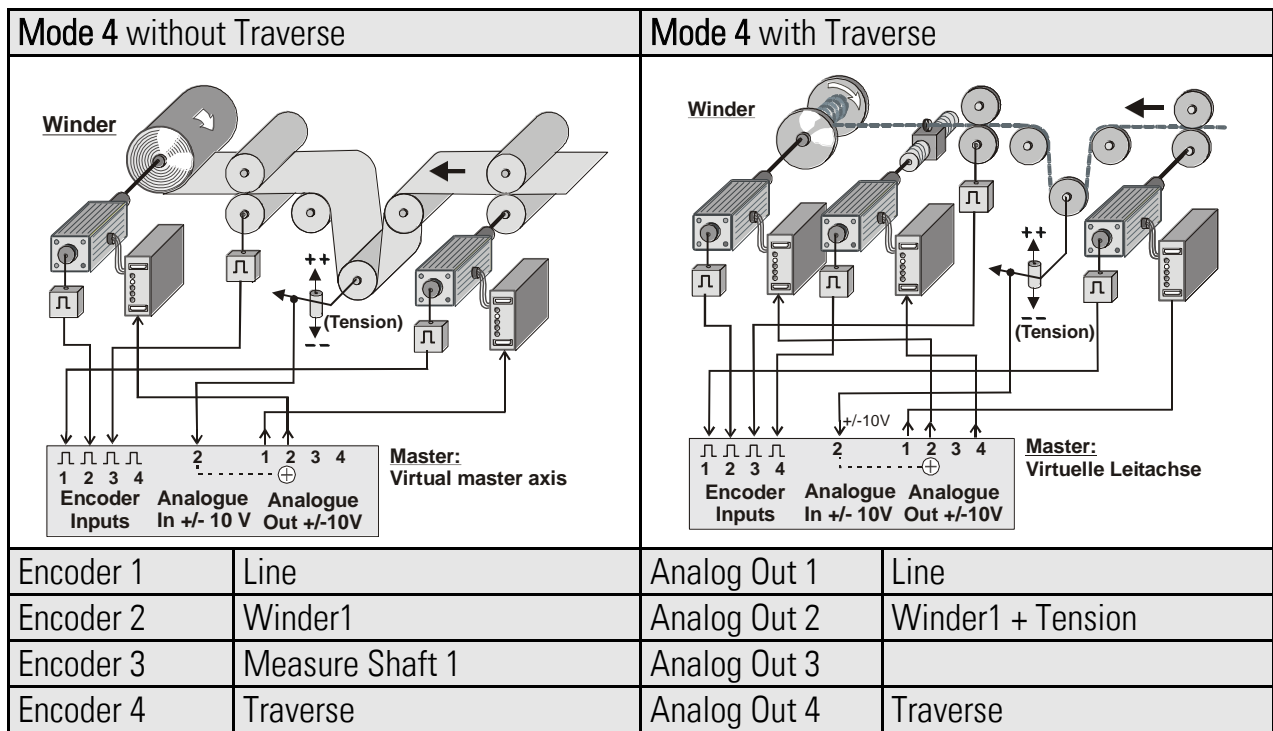 Mode 4 without Traverse
Mode 4 with Traverse
Winder
++
(Tension)
--
1 2 3 4
Encoder
Inputs
2
Analogue
In +/- 10 V
1 2 3 4
Analogue
Out +/-10V
Master:
Virtual master axis
Winder
++
--
(Tension)
+/-10V
1 2 3 4
Encoder
Inputs
2
Analogue
In +/- 10V
1 2 3 4
Analogue
Out +/-10V
Master:
Virtuelle Leitachse
Encoder 1 Line Analog Out 1 Line
Encoder 2 Winder1 Analog Out 2 Winder1 + Tension
Encoder 3 Measure Shaft 1 Analog Out 3
Encoder 4 Traverse Analog Out 4 Traverse